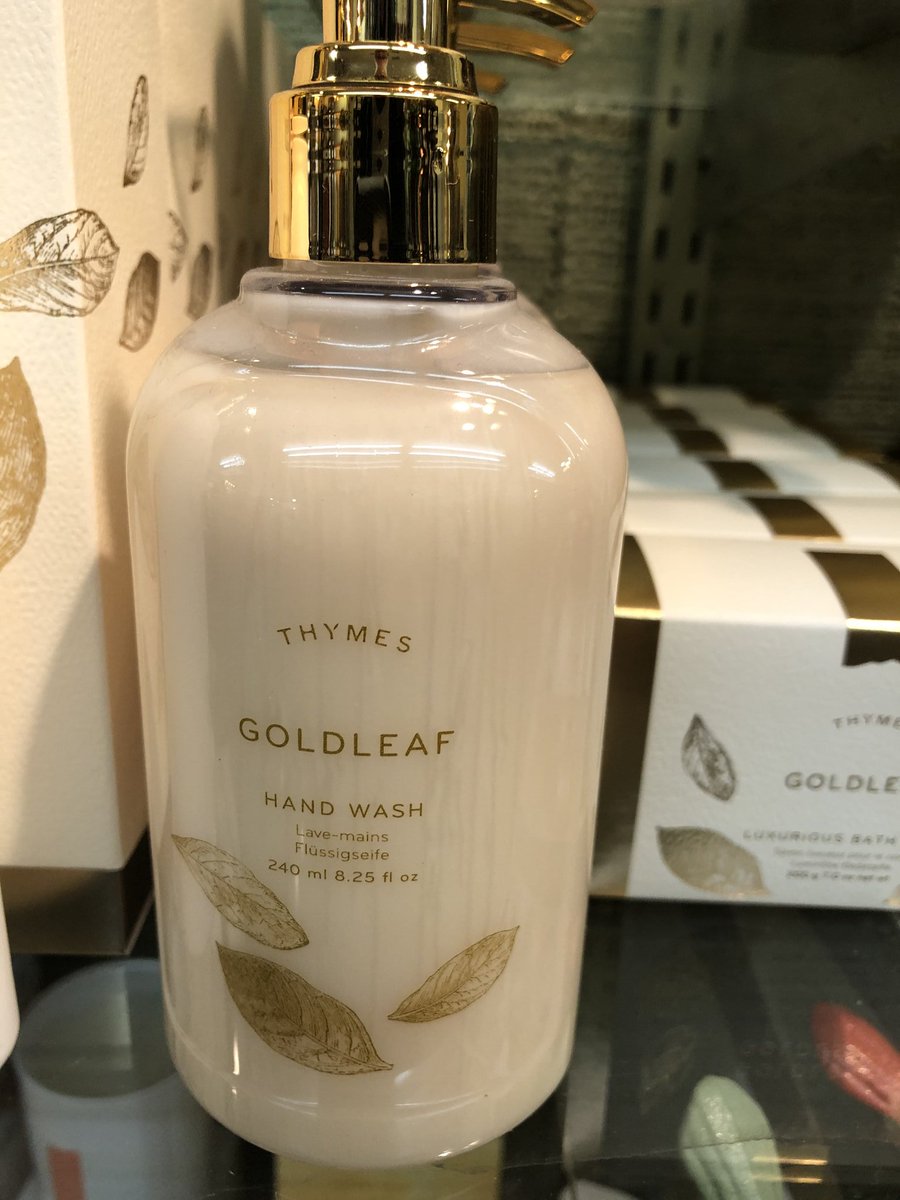 THYMES
GOLDLEAF
HAND WASH
Lave-mains
Flüssigseife
240 ml 8.25 fl oz
THYME
GOLDLE
LUXURIOUS BATH